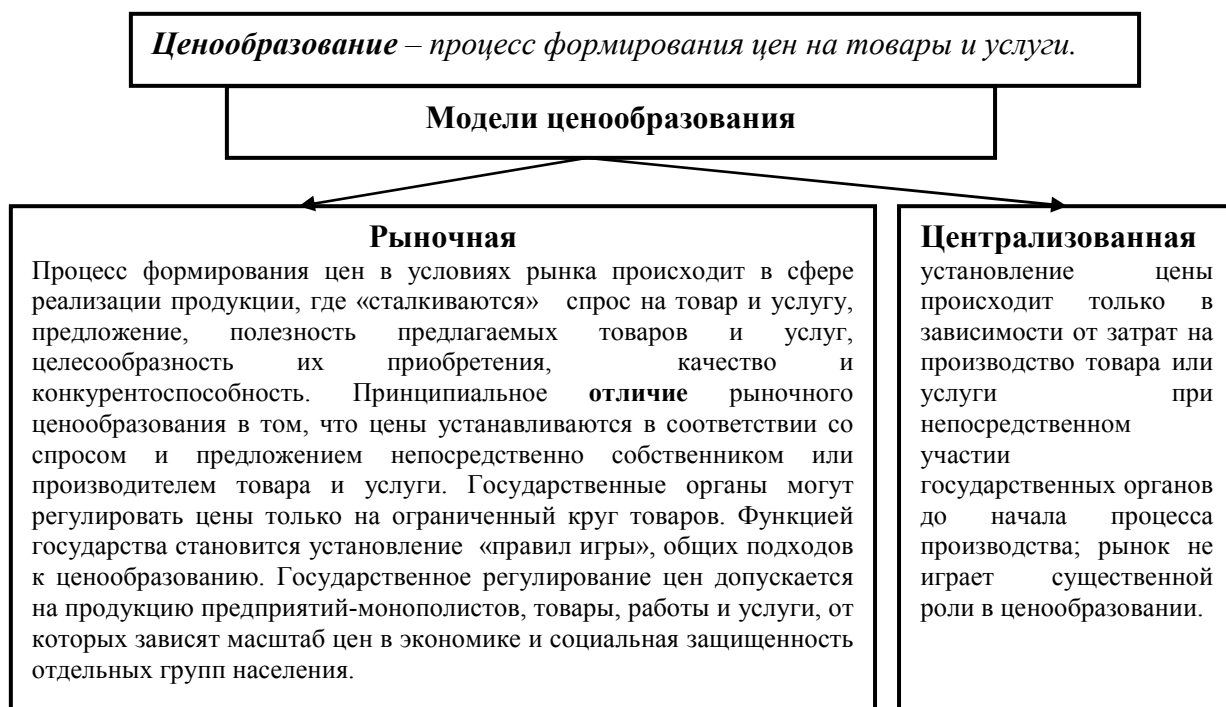 Ценообразование – процесс формирования цен на товары и услуги.
Модели ценообразования
Рыночная
Процесс формирования цен в условиях рынка происходит в сфере
реализации продукции, где «сталкиваются» спрос на товар и услугу,
предложение, полезность предлагаемых товаров и услуг,
целесообразность их приобретения, качество и
конкурентоспособность. Принципиальное отличие рыночного
ценообразования в том, что цены устанавливаются в соответствии со
спросом и предложением непосредственно собственником или
производителем товара и услуги. Государственные органы могут
регулировать цены только на ограниченный круг товаров. Функцией
государства становится установление «правил игры», общих подходов
к ценообразованию. Государственное регулирование цен допускается
на продукцию предприятий-монополистов, товары, работы и услуги, от
которых зависят масштаб цен в экономике и социальная защищенность
отдельных групп населения.
Централизованная
установление цены
происходит только в
зависимости от затрат на
производство товара или
услуги при
непосредственном
участии
государственных органов
до начала процесса
производства; рынок не
играет существенной
роли в ценообразовании.